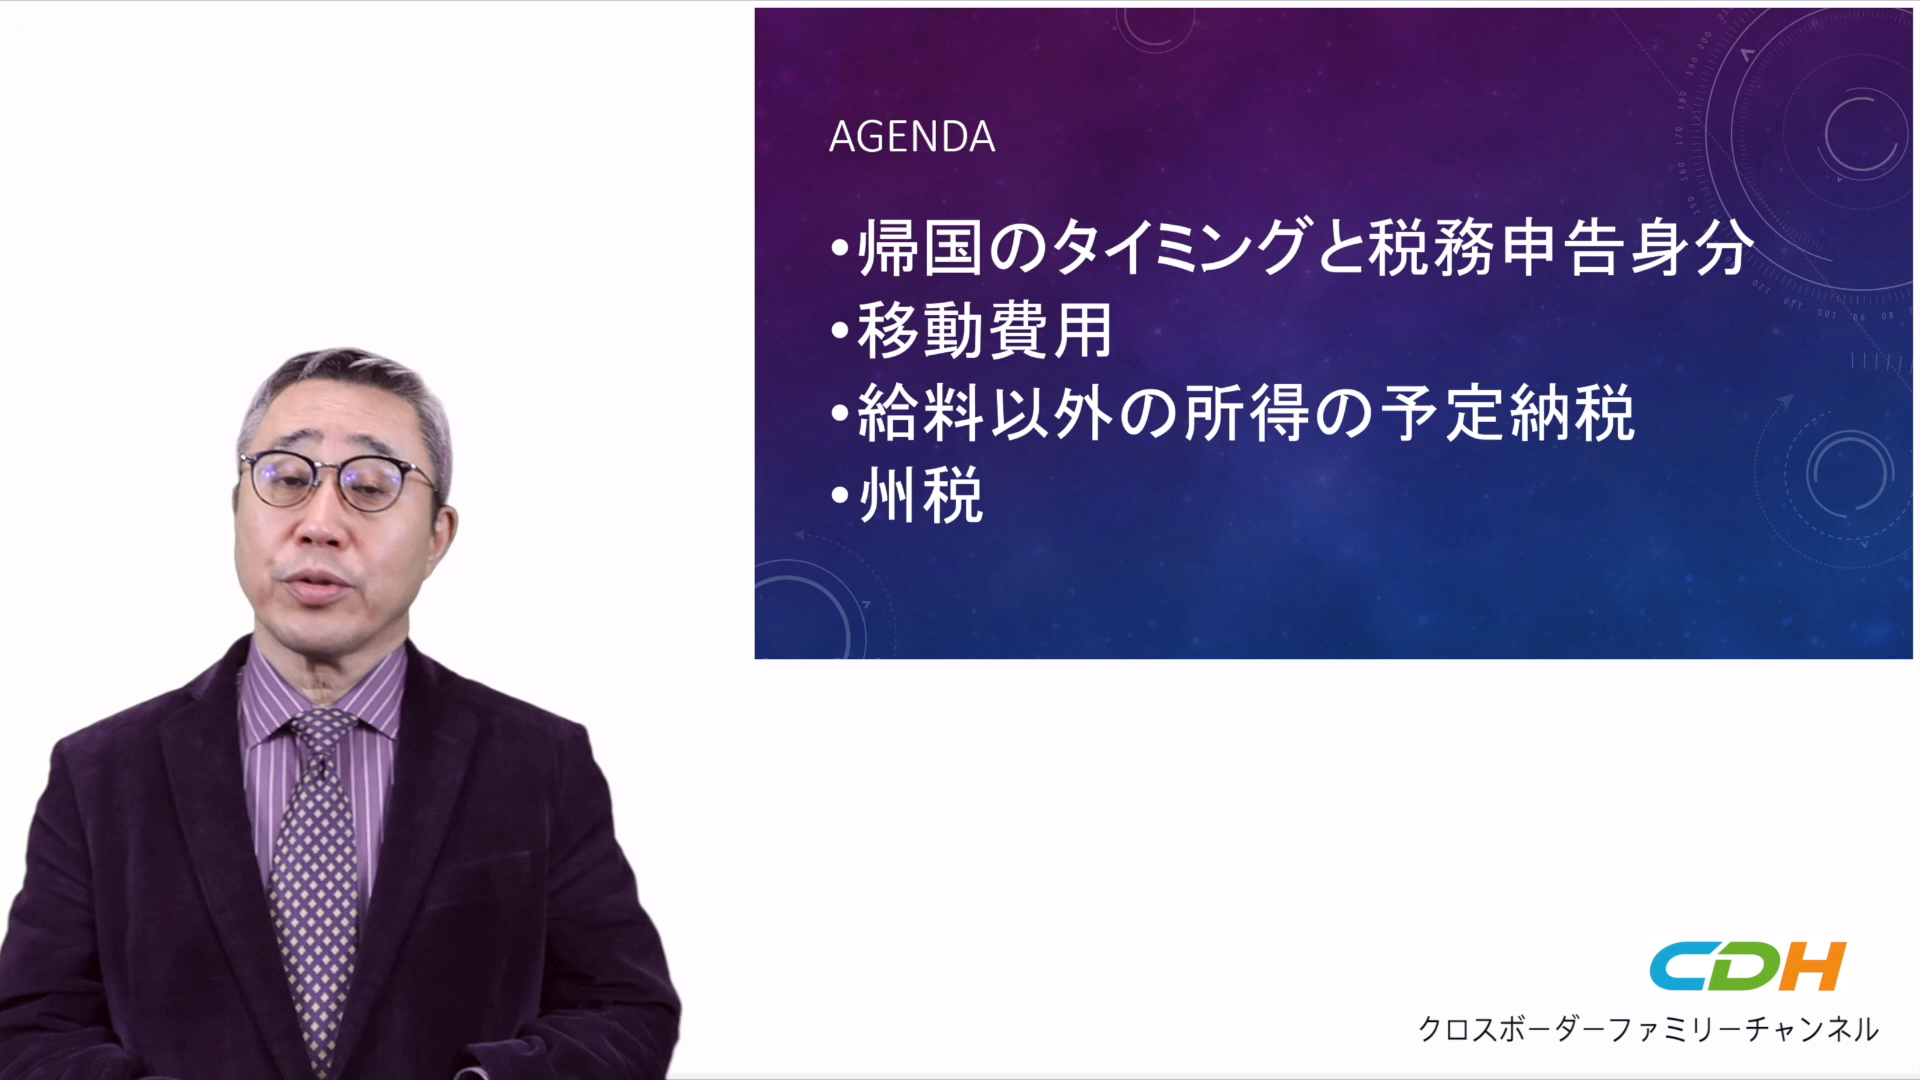 AGENDA
•帰国のタイミングと税務申告身分
•移動費用
•給料以外の所得の予定納税
•州税
CDH
クロスボーダーファミリーチャンネル